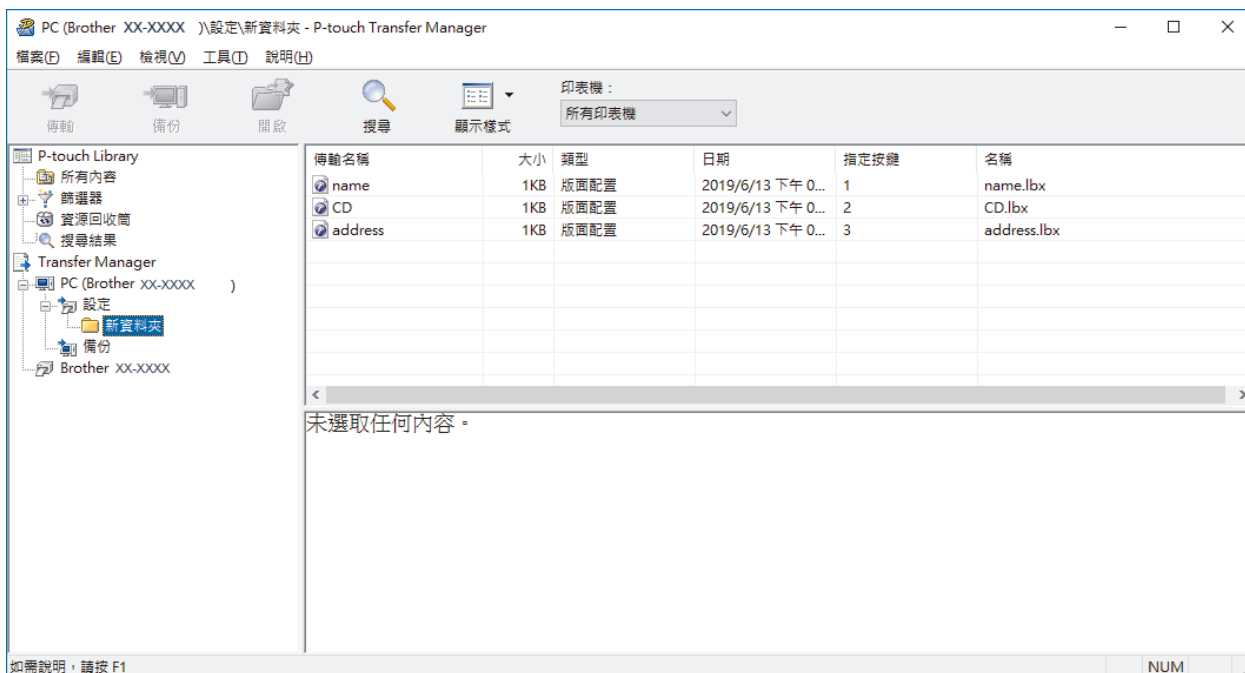 PC (Brother XX-XXXX )\設定\新資料夾 - P-touch Transfer Manager
檔案(F) 編輯(E) 檢視(V) 工具(T) 說明(H)
傳輸 備份 開啟 搜尋 顯示樣式
印表機：
所有印表機
P-touch Library
所有內容
篩選器
資源回收筒
搜尋結果
Transfer Manager
PC (Brother XX-XXXX )
設定
新資料夾
備份
Brother XX-XXXX
傳輸名稱 大小 類型 日期 指定按鍵 名稱
name 1KB 版面配置 2019/6/13 下午 0... 1 name.lbx
CD 1KB 版面配置 2019/6/13 下午 0... 2 CD.lbx
address 1KB 版面配置 2019/6/13 下午 0... 3 address.lbx
未選取任何內容。
如需說明，請按 F1
NUM